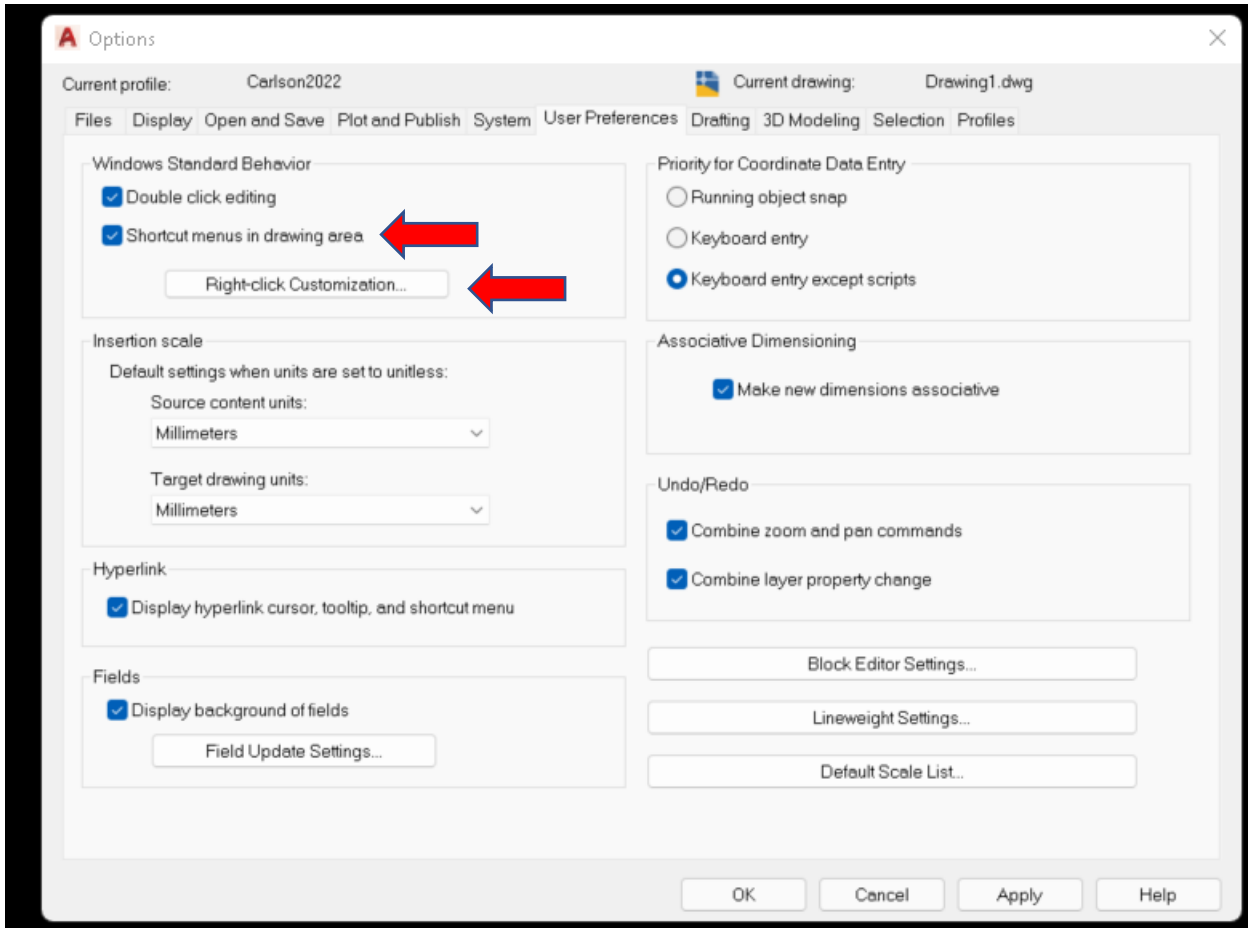 Options
Current profile: Carlson2022 Current drawing: Drawing1.dwg
Files Display Open and Save Plot and Publish System User Preferences Drafting 3D Modeling Selection Profiles
Windows Standard Behavior
Double click editing
Shortcut menus in drawing area
Right-click Customization...
Insertion scale
Default settings when units are set to unitless:
Source content units:
Millimeters
Target drawing units:
Millimeters
Hyperlink
Display hyperlink cursor, tooltip, and shortcut menu
Fields
Display background of fields
Field Update Settings...
Priority for Coordinate Data Entry
Running object snap
Keyboard entry
Keyboard entry except scripts
Associative Dimensioning
Make new dimensions associative
Undo/Redo
Combine zoom and pan commands
Combine layer property change
Block Editor Settings...
Lineweight Settings...
Default Scale List...
OK Cancel Apply Help